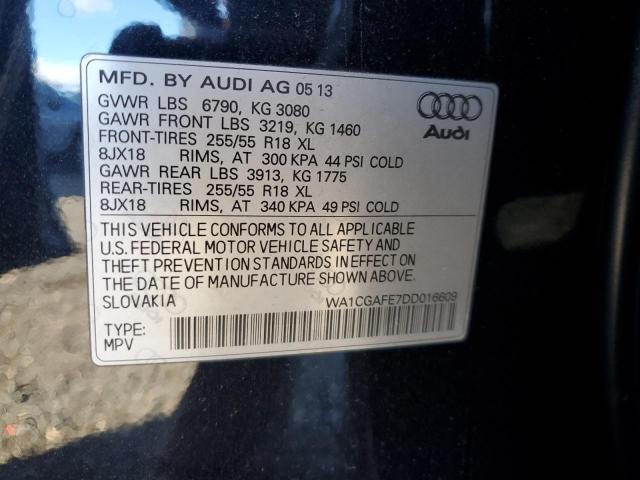 MFD. BY AUDI AG 05 13
GVWR LBS 6790, KG 3080
GAWR FRONT LBS 3219, KG 1460
FRONT-TIRES 255/55 R18 XL
8JX18 RIMS, AT 300 KPA 44 PSI COLD
GAWR REAR LBS 3913, KG 1775
REAR-TIRES 255/55 R18 XL
8JX18 RIMS, AT 340 KPA 49 PSI COLD
Audi
THIS VEHICLE CONFORMS TO ALL APPLICABLE
U.S. FEDERAL MOTOR VEHICLE SAFETY AND
THEFT PREVENTION STANDARDS IN EFFECT ON
THE DATE OF MANUFACTURE SHOWN ABOVE.
SLOVAKIA WA1CGAFE7DD016609
TYPE:
MPV